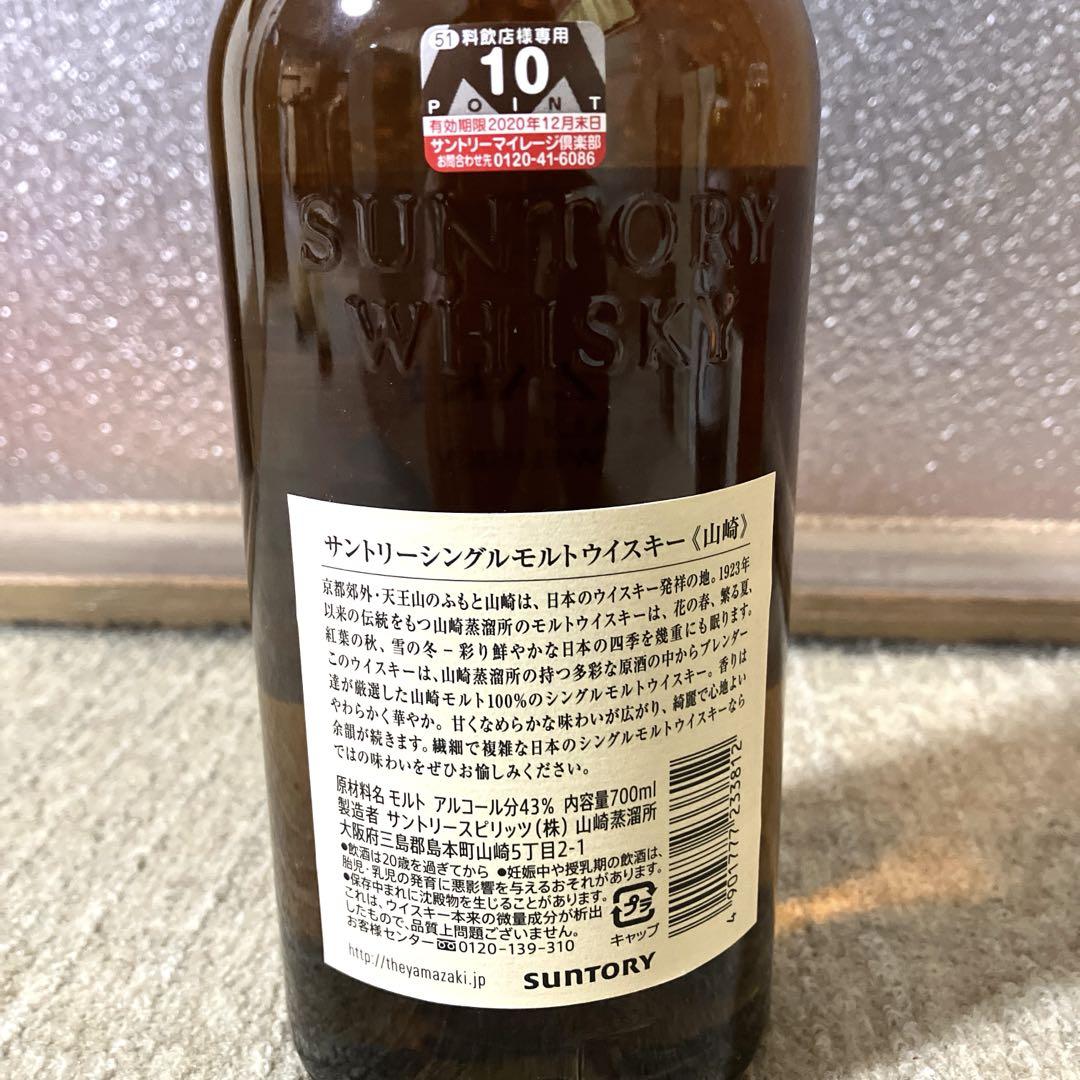 51 料飲店様専用
10
POINT
有効期限2020年12月末日
サントリーマイレージ倶楽部
お問合わせ先0120-41-6086
SUNTORY
WHISKY
サントリーシングルモルトウイスキー《山崎》
京都郊外・天王山のふもと山崎は、日本のウイスキー発祥の地。1923年
以来の伝統をもつ山崎蒸溜所のモルトウイスキーは、花の春、繁る夏、
紅葉の秋、雪の冬－彩り鮮やかな日本の四季を幾重にも眠ります。
このウイスキーは、山崎蒸溜所の持つ多彩な原酒の中からブレンダー
達が厳選した山崎モルト100%のシングルモルトウイスキー。香りは
やわらかく華やか。甘くなめらかな味わいが広がり、綺麗で心地よい
余韻が続きます。繊細で複雑な日本のシングルモルトウイスキーなら
ではの味わいをぜひお愉しみください。
原材料名 モルト アルコール分43% 内容量700ml
製造者 サントリースピリッツ(株) 山崎蒸溜所
大阪府三島郡島本町山崎5丁目2-1
●飲酒は20歳を過ぎてから ●妊娠中や授乳期の飲酒は、
胎児・乳児の発育に悪影響を与えるおそれがあります。
●保存中まれに沈殿物を生じることがあります。
これは、ウイスキー本来の微量成分が析出
したもので、品質上問題ございません。
お客様センター 0120-139-310
http://theyamazaki.jp
SUNTORY
プラ
キャップ
4 901777 233812